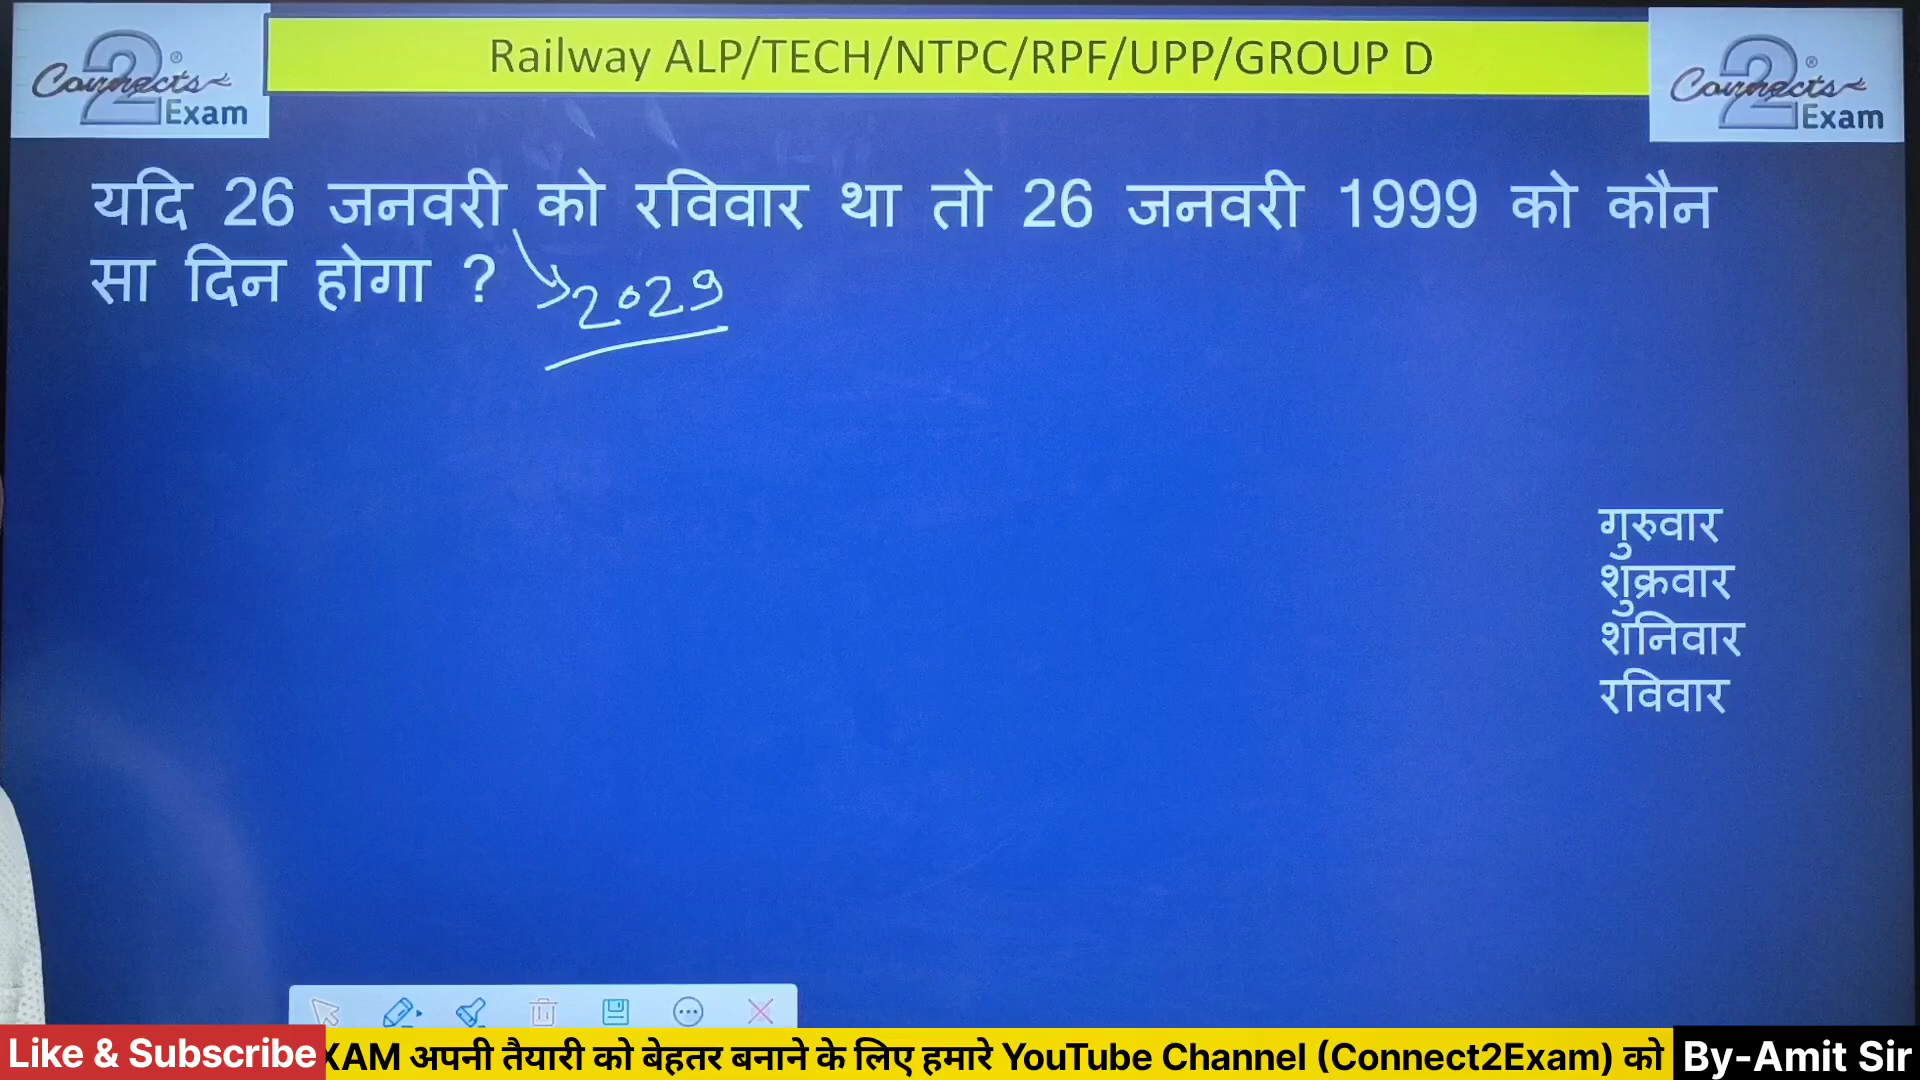 Connects
2
Exam
Railway ALP/TECH/NTPC/RPF/UPP/GROUP D
Connects
2
Exam
यदि 26 जनवरी को रविवार था तो 26 जनवरी 1999 को कौन
सा दिन होगा ?
2029
गुरुवार
शुक्रवार
शनिवार
रविवार
Like & Subscribe
XAM अपनी तैयारी को बेहतर बनाने के लिए हमारे YouTube Channel (Connect2Exam) को
By-Amit Sir